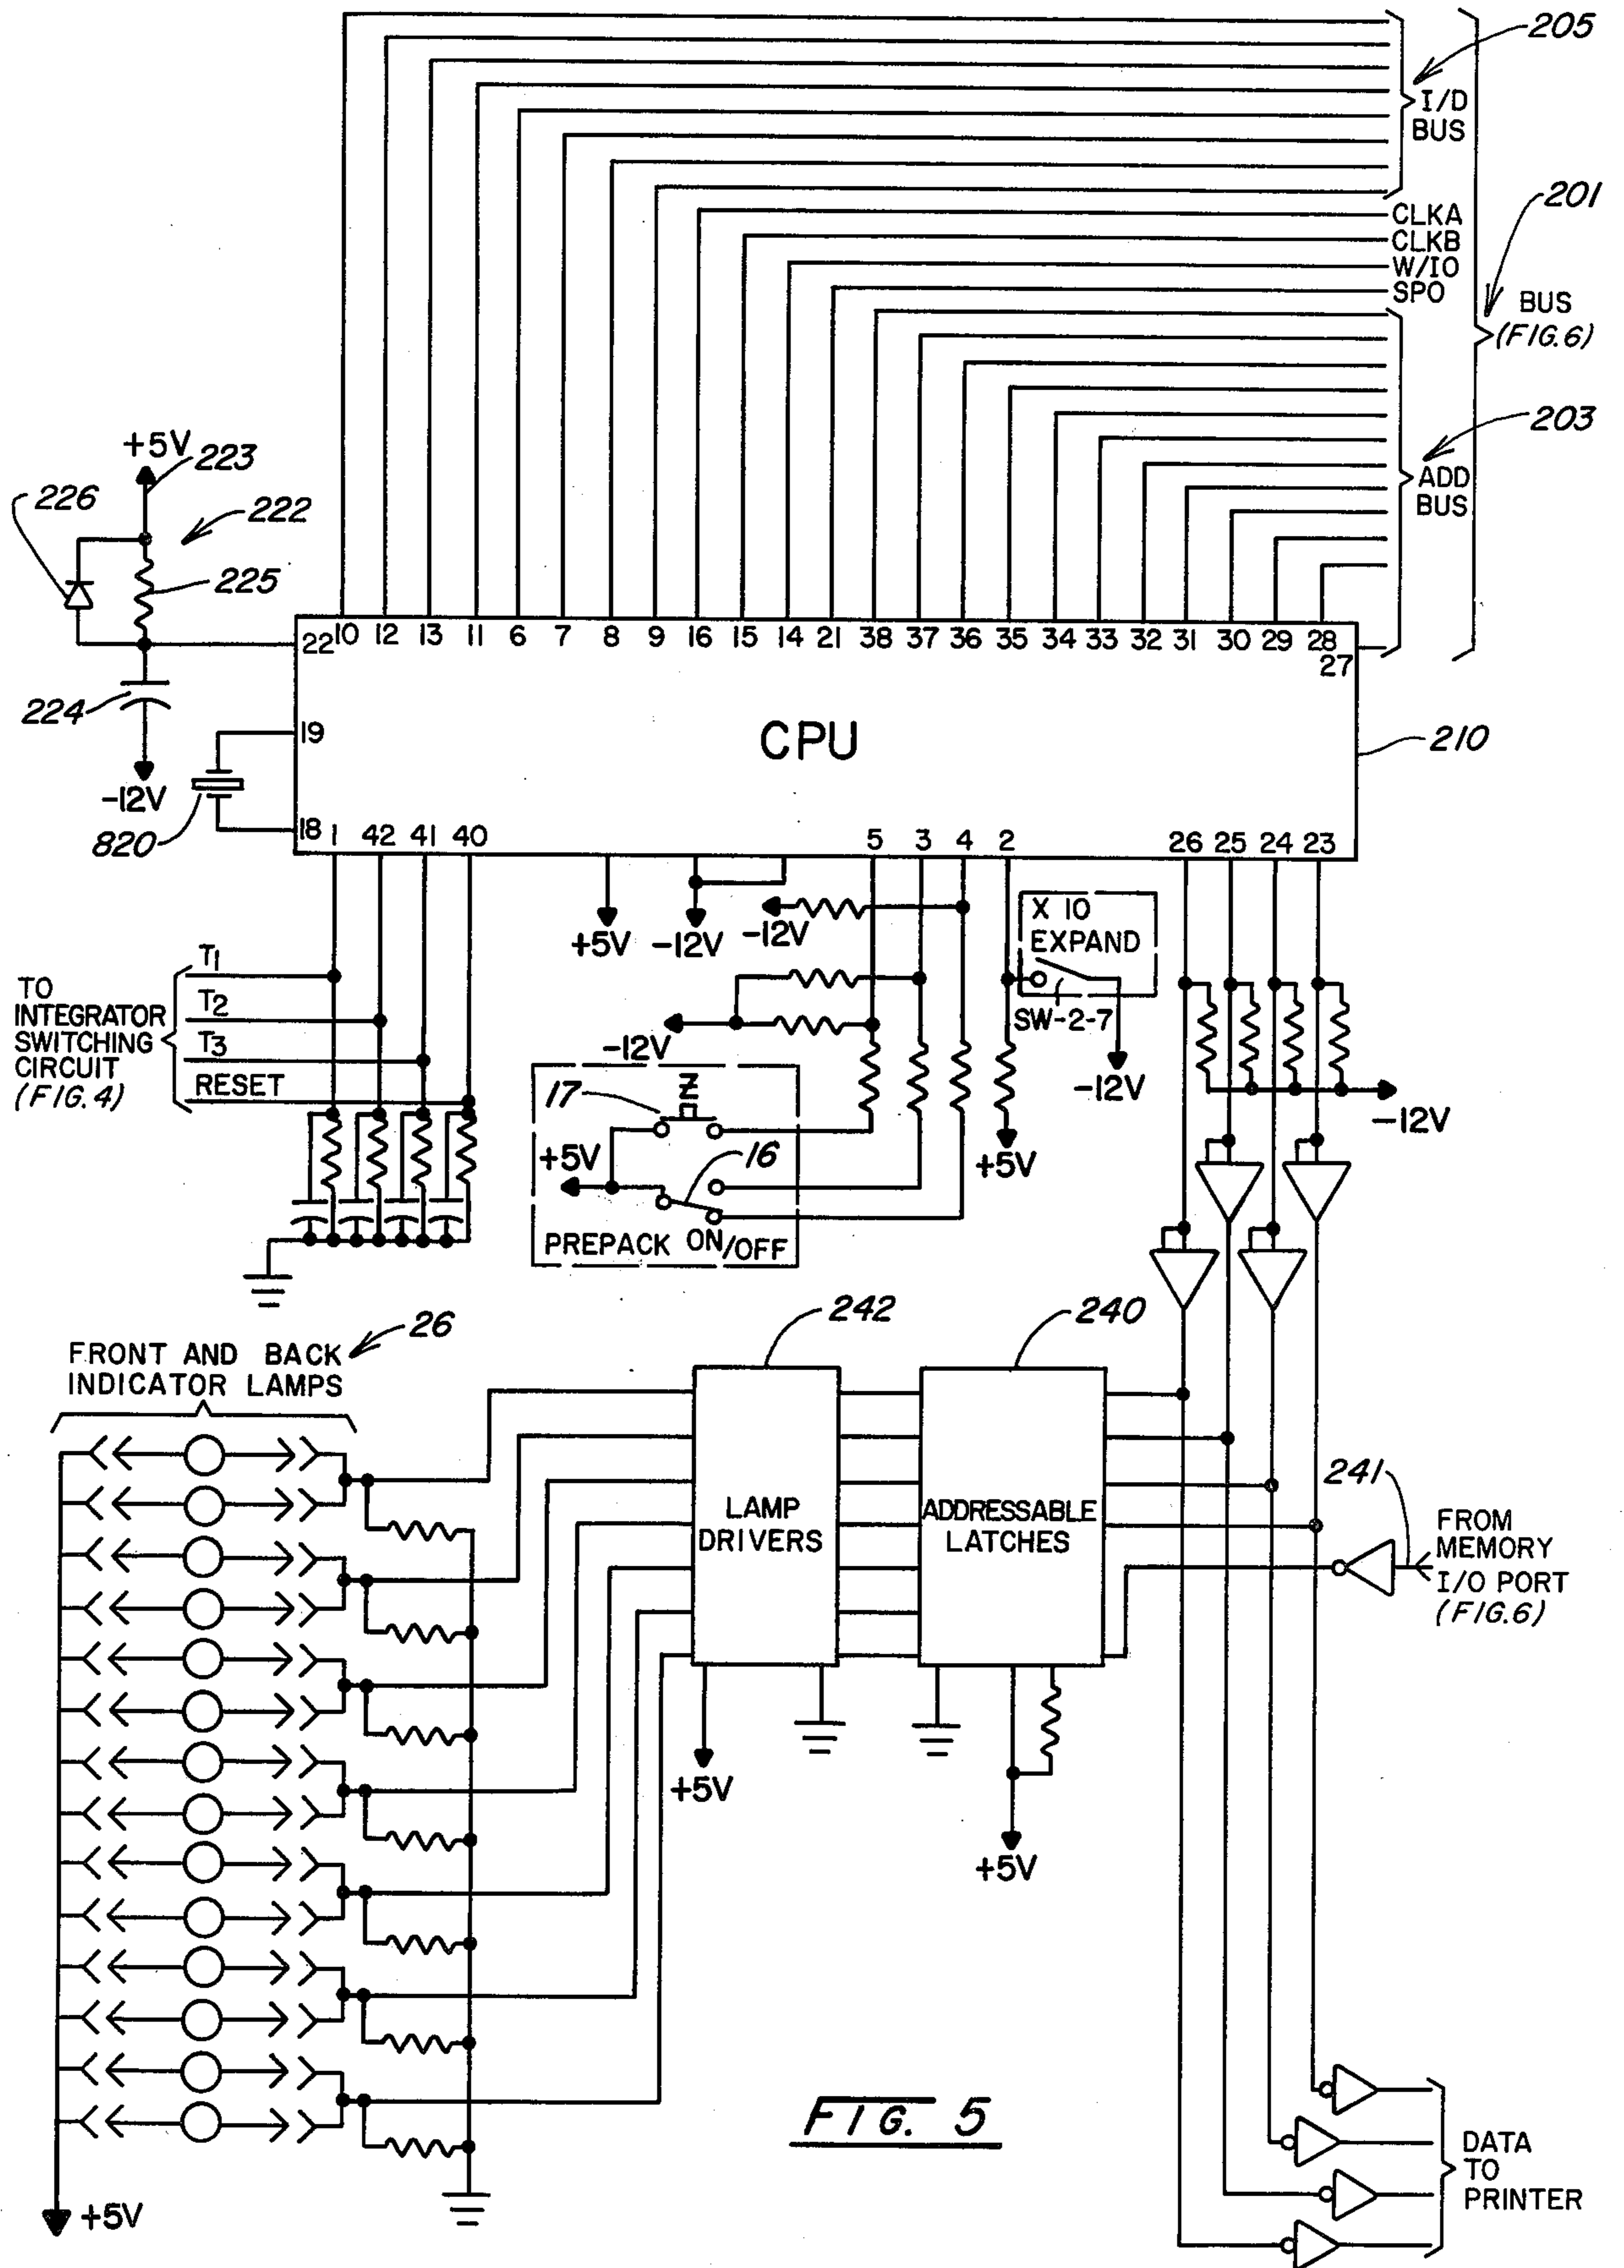 205
I/D
BUS
201
CLKA
CLKB
W/IO
SPO
BUS
(FIG.6)
203
ADD
BUS
+5V
223
226
222
225
22 10 12 13 11 6 7 8 9 16 15 14 21 38 37 36 35 34 33 32 31 30 29 28
27
224
-12V
19
CPU
210
820
18 1 42 41 40 5 3 4 2 26 25 24 23
+5V -12V -12V
X 10
EXPAND
SW-2-7
-12V
T1
T2
T3
RESET
TO
INTEGRATOR
SWITCHING
CIRCUIT
(FIG.4)
-12V
17
Z
+5V
16
PREPACK ON/OFF
+5V
-12V
FRONT AND BACK
INDICATOR LAMPS
26
242
240
LAMP
DRIVERS
ADDRESSABLE
LATCHES
241
FROM
MEMORY
I/O PORT
(FIG.6)
+5V
+5V
FIG. 5
DATA
TO
PRINTER
+5V